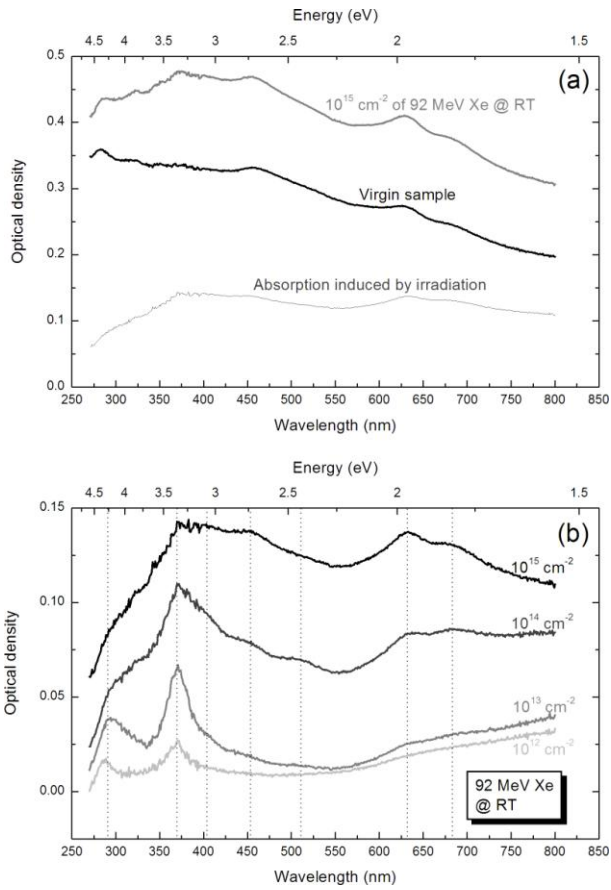 Energy (eV)
4.5 4 3.5 3 2.5 2 1.5
(a)
0.5
0.4
0.3
0.2
0.1
0.0
Optical density
10¹⁵ cm⁻² of 92 MeV Xe @ RT
Virgin sample
Absorption induced by irradiation
250 300 350 400 450 500 550 600 650 700 750 800 850
Wavelength (nm)
Energy (eV)
4.5 4 3.5 3 2.5 2 1.5
(b)
0.15
0.10
0.05
0.00
Optical density
10¹⁵ cm⁻²
10¹⁴ cm⁻²
10¹³ cm⁻²
10¹² cm⁻²
92 MeV Xe
@ RT
250 300 350 400 450 500 550 600 650 700 750 800 850
Wavelength (nm)